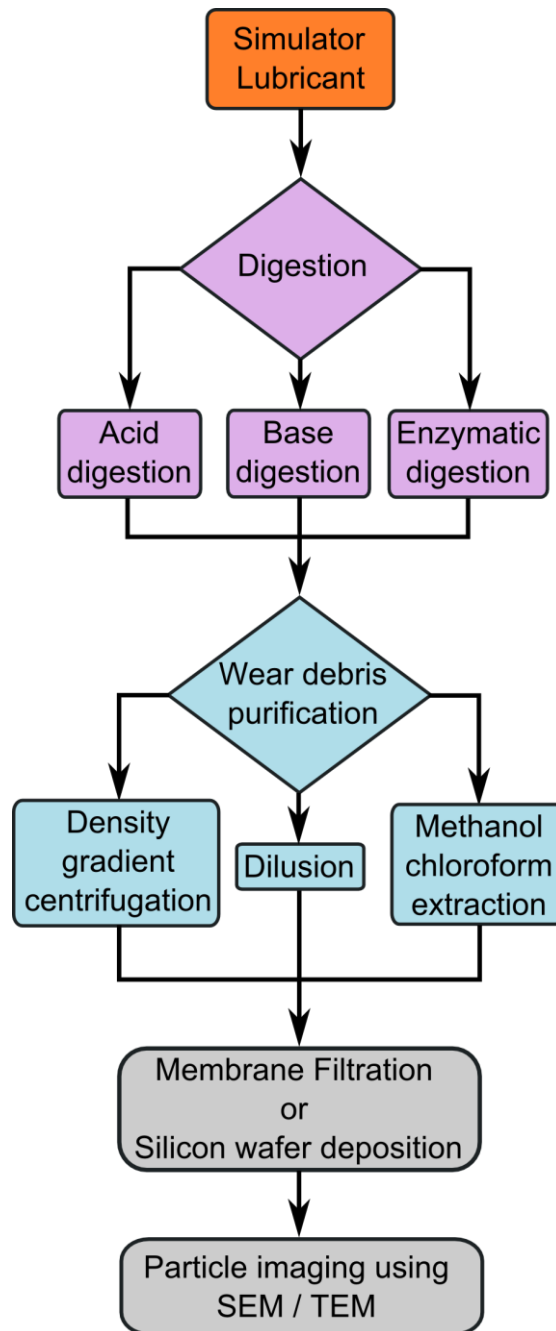 Simulator
Lubricant
Digestion
Acid
digestion
Base
digestion
Enzymatic
digestion
Wear debris
purification
Density
gradient
centrifugation
Dilusion
Methanol
chloroform
extraction
Membrane Filtration
or
Silicon wafer deposition
Particle imaging using
SEM / TEM